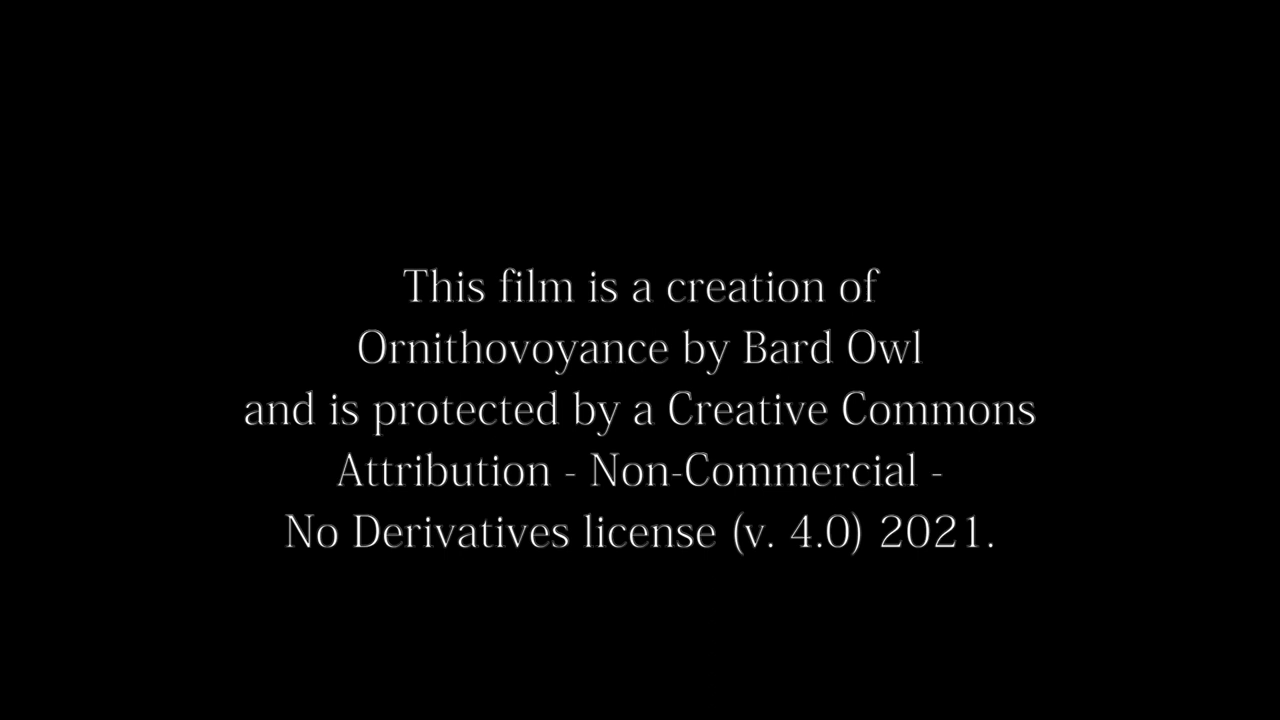 This film is a creation of
Ornithovoyance by Bard Owl
and is protected by a Creative Commons
Attribution - Non-Commercial -
No Derivatives license (v. 4.0) 2021.